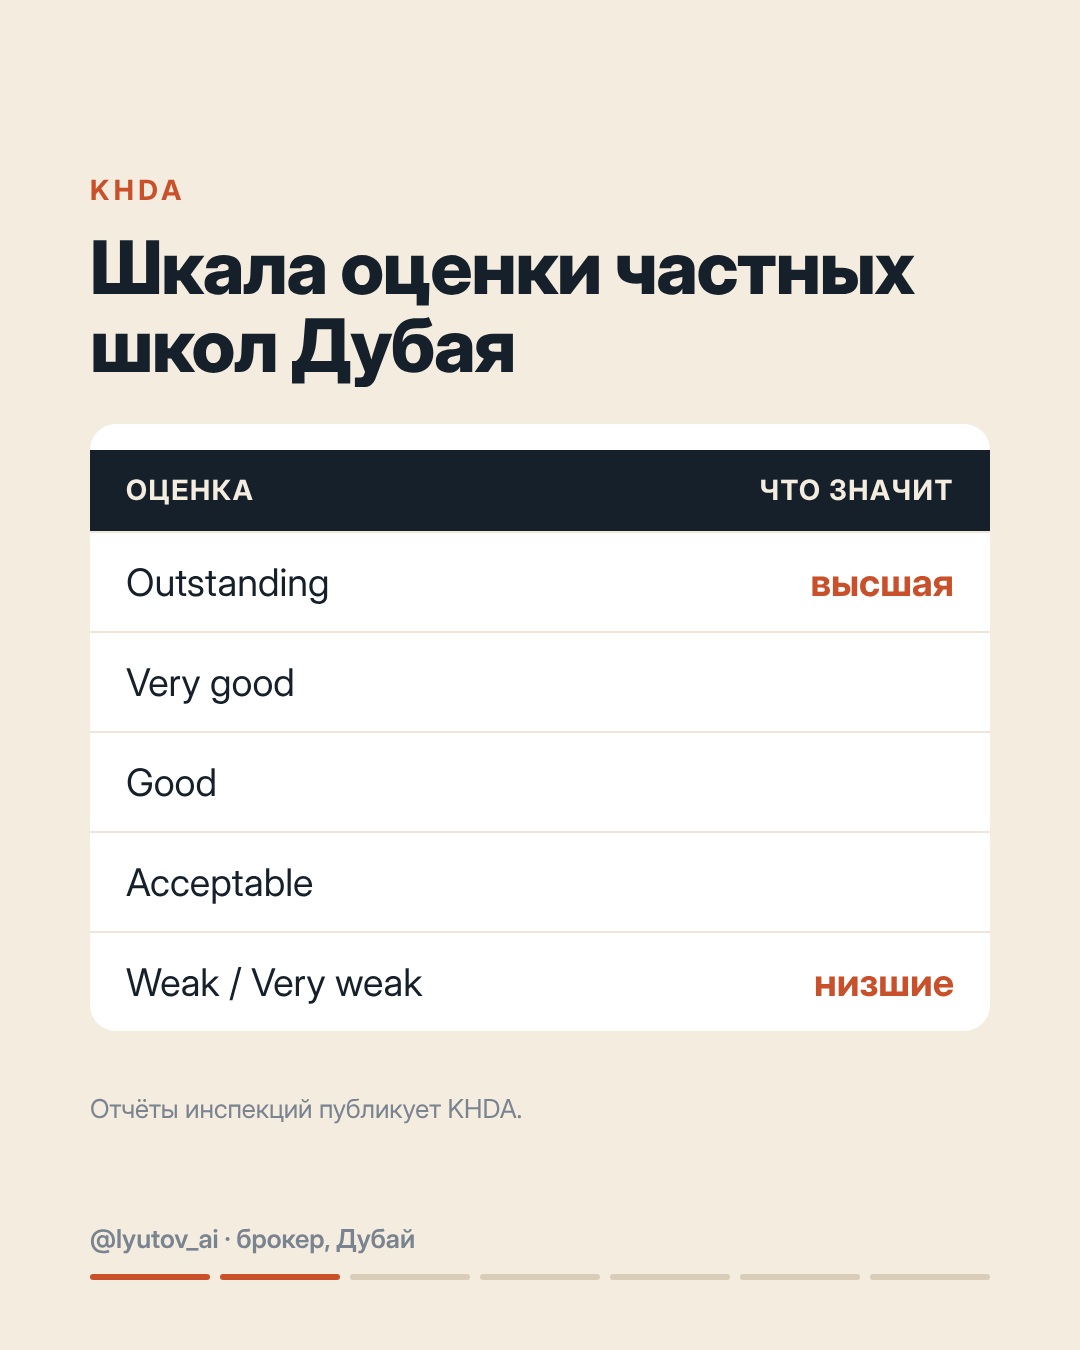 KHDA
Шкала оценки частных
школ Дубая
ОЦЕНКА ЧТО ЗНАЧИТ
Outstanding высшая
Very good
Good
Acceptable
Weak / Very weak низшие
Отчёты инспекций публикует KHDA.
@lyutov_ai · брокер, Дубай